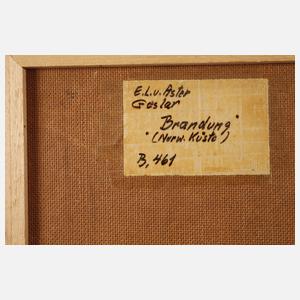 E.L.v. Aster
Goslar
"Brandung"
(Norw. Küste)
B, 461